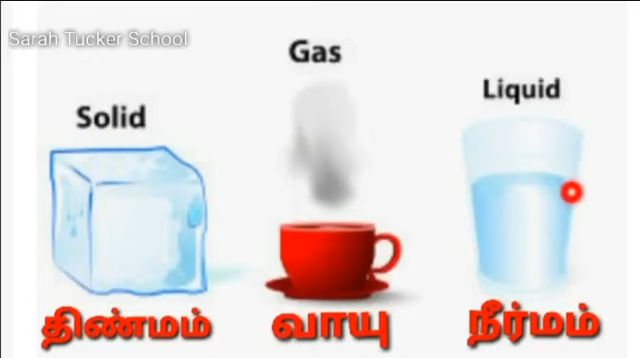 Sarah Tucker School
Gas
Solid
Liquid
திண்மம்
வாயு
நீர்மம்